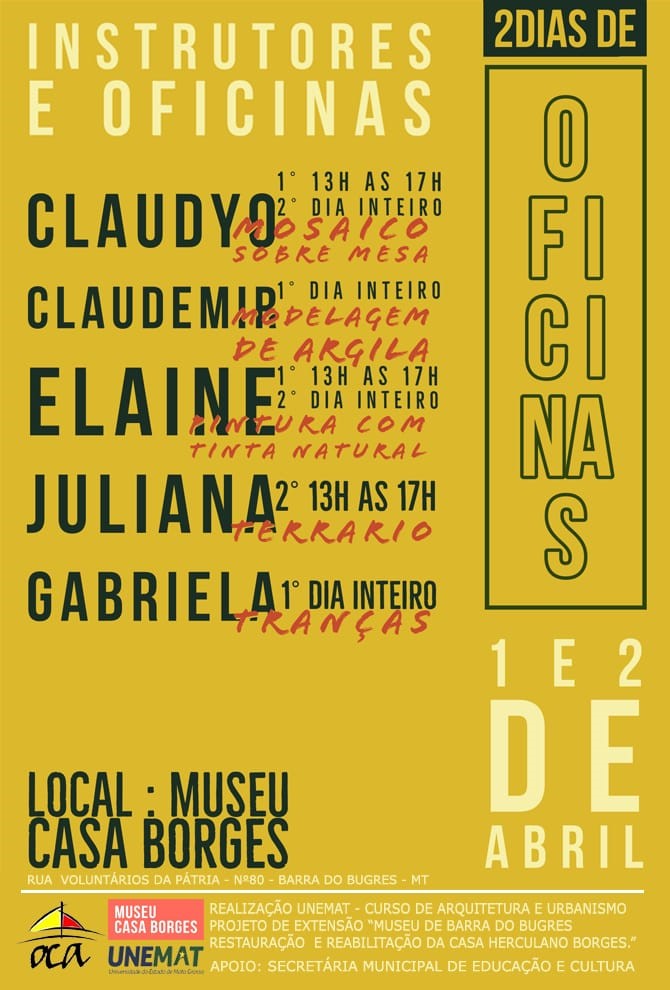 INSTRUTORES
E OFICINAS
CLAUDYO
1° 13H AS 17H
2° DIA INTEIRO
MOSAICO
SOBRE MESA
CLAUDEMIR
1° DIA INTEIRO
MODELAGEM
DE ARGILA
ELAINE
1° 13H AS 17H
2° DIA INTEIRO
PINTURA COM
TINTA NATURAL
JULIANA
2° 13H AS 17H
TERRARIO
GABRIELA
1° DIA INTEIRO
TRANÇAS
2DIAS DE
O
FI
CI
NA
S
1 E 2
DE
ABRIL
LOCAL : MUSEU
CASA BORGES
RUA VOLUNTÁRIOS DA PÁTRIA - Nº80 - BARRA DO BUGRES - MT
oca
MUSEU
CASA BORGES
UNEMAT
Universidade do Estado de Mato Grosso
REALIZAÇÃO UNEMAT - CURSO DE ARQUITETURA E URBANISMO
PROJETO DE EXTENSÃO “MUSEU DE BARRA DO BUGRES
RESTAURAÇÃO E REABILITAÇÃO DA CASA HERCULANO BORGES.”
APOIO: SECRETÁRIA MUNICIPAL DE EDUCAÇÃO E CULTURA